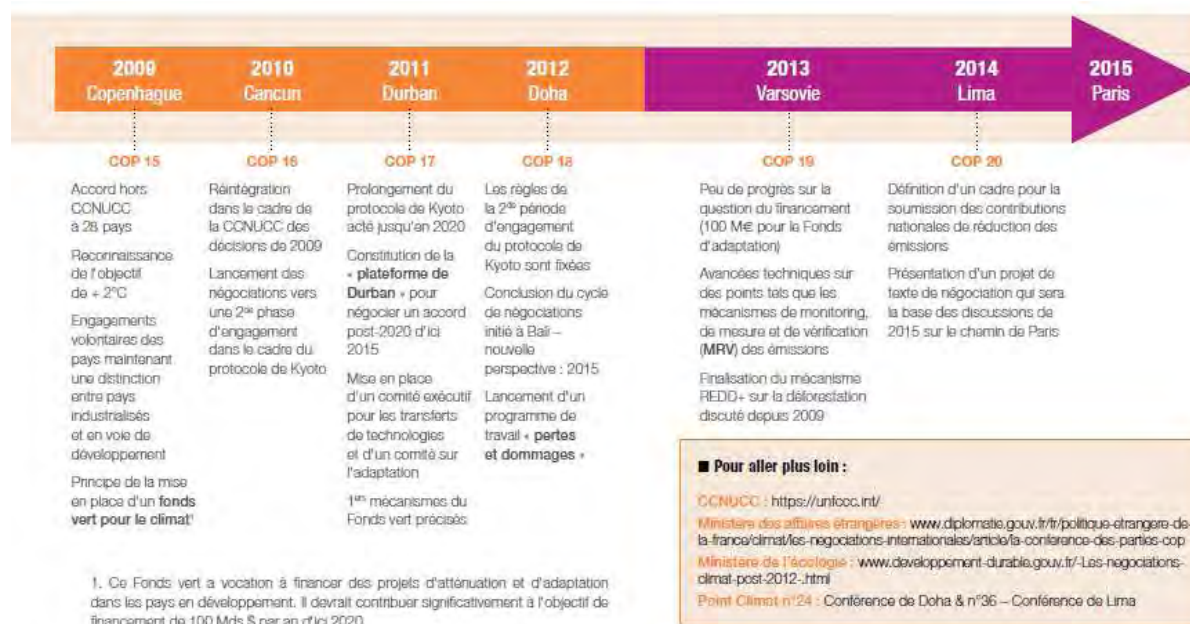 2009
Copenhague
2010
Cancun
2011
Durban
2012
Doha
2013
Varsovie
2014
Lima
2015
Paris
COP 15
Accord hors
CCNUCC
à 28 pays
Reconnaissance
de l'objectif
de + 2°C
Engagements
volontaires des
pays maintenant
une distinction
entre pays
industrialisés
et en voie de
développement
Principe de la mise
en place d'un fonds
vert pour le climat¹
COP 16
Réintégration
dans le cadre de
la CCNUCC des
décisions de 2009
Lancement des
négociations vers
une 2de phase
d'engagement
dans le cadre du
protocole de Kyoto
COP 17
Prolongement du
protocole de Kyoto
acté jusqu'en 2020
Constitution de la
« plateforme de
Durban » pour
négocier un accord
post-2020 d'ici
2015
Mise en place
d'un comité exécutif
pour les transferts
de technologies
et d'un comité sur
l'adaptation
1ers mécanismes du
Fonds vert précisés
COP 18
Les règles de
la 2de période
d'engagement
du protocole de
Kyoto sont fixées
Conclusion du cycle
de négociations
initié à Bali –
nouvelle
perspective : 2015
Lancement d'un
programme de
travail « pertes
et dommages »
COP 19
Peu de progrès sur la
question du financement
(100 M€ pour le Fonds
d'adaptation)
Avancées techniques sur
des points tels que les
mécanismes de monitoring,
de mesure et de vérification
(MRV) des émissions
Finalisation du mécanisme
REDD+ sur la déforestation
discuté depuis 2009
COP 20
Définition d'un cadre pour la
soumission des contributions
nationales de réduction des
émissions
Présentation d'un projet de
texte de négociation qui sera
la base des discussions de
2015 sur le chemin de Paris
■ Pour aller plus loin :
CCNUCC : https://unfccc.int/
Ministère des affaires étrangères : www.diplomatie.gouv.fr/fr/politique-etrangere-de-
la-france/climat/les-negociations-internationales/article/la-conference-des-parties-cop
Ministère de l'écologie : www.developpement-durable.gouv.fr/-Les-negociations-
climat-post-2012-.html
Point Climat n°24 : Conférence de Doha & n°36 – Conférence de Lima
1. Ce Fonds vert a vocation à financer des projets d'atténuation et d'adaptation
dans les pays en développement. Il devrait contribuer significativement à l'objectif de
financement de 100 Mds $ par an d'ici 2020.